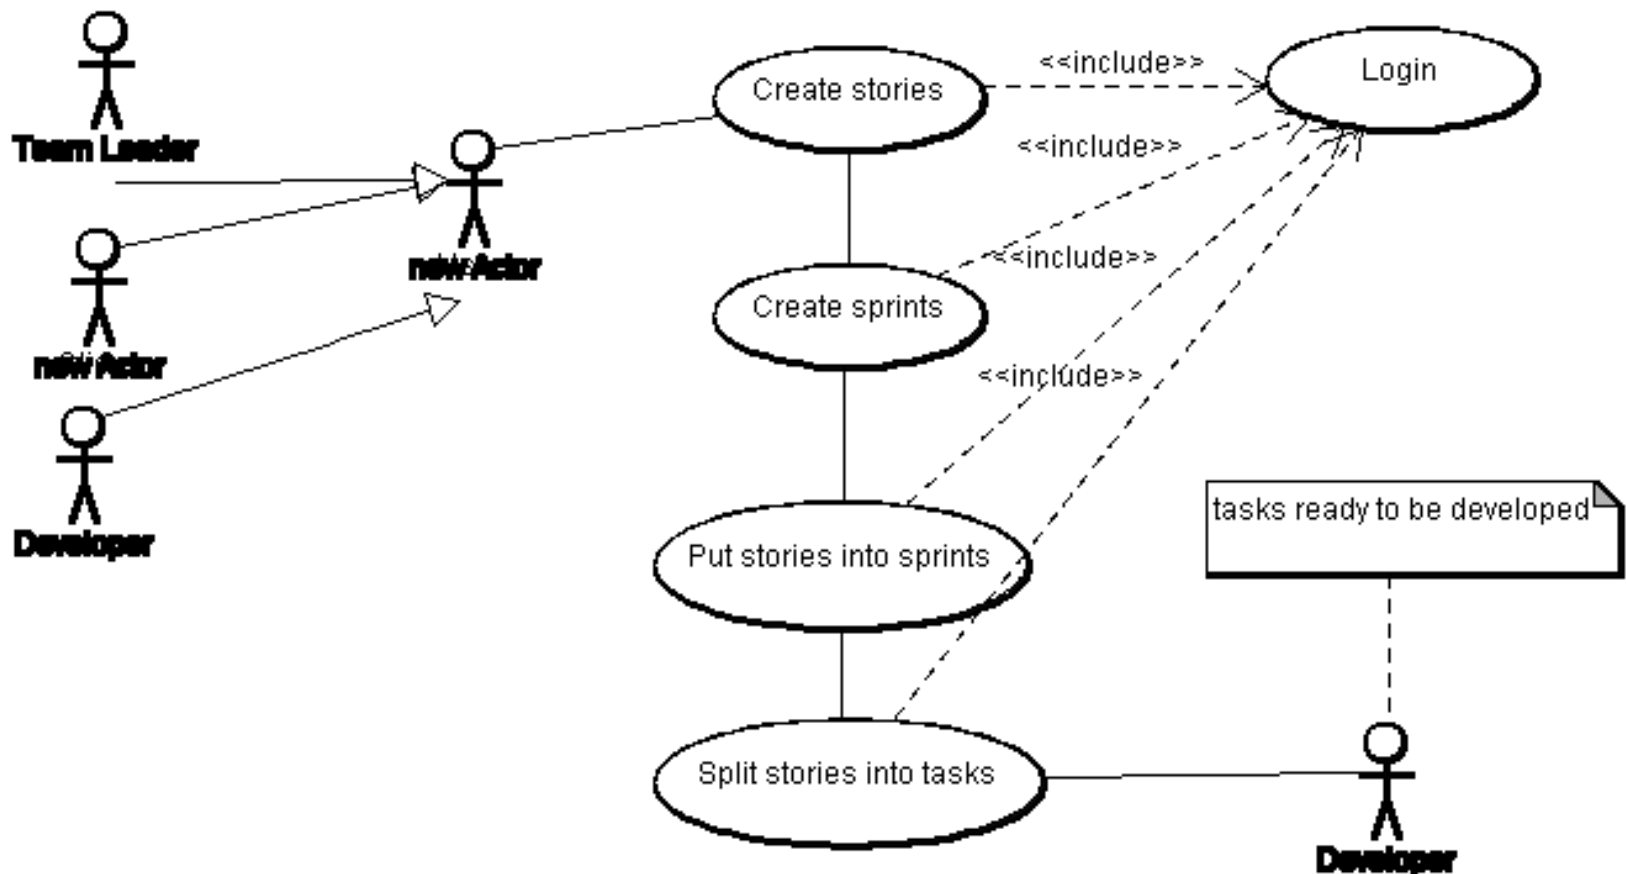 Team Leader
new Actor
new Actor
Developer
Create stories
<<include>>
Login
<<include>>
<<include>>
Create sprints
<<include>>
Put stories into sprints
tasks ready to be developed
Split stories into tasks
Developer